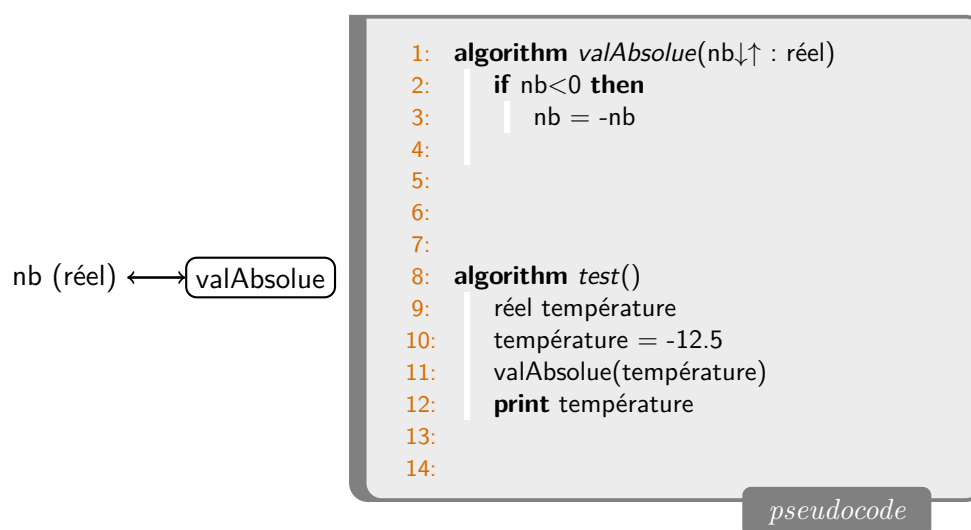 1: algorithm valAbsolue(nb↓↑ : réel)
2: if nb<0 then
3: nb = -nb
4:
5:
6:
7:
nb (réel) ⟷ valAbsolue
8: algorithm test()
9: réel température
10: température = -12.5
11: valAbsolue(température)
12: print température
13:
14:
pseudocode